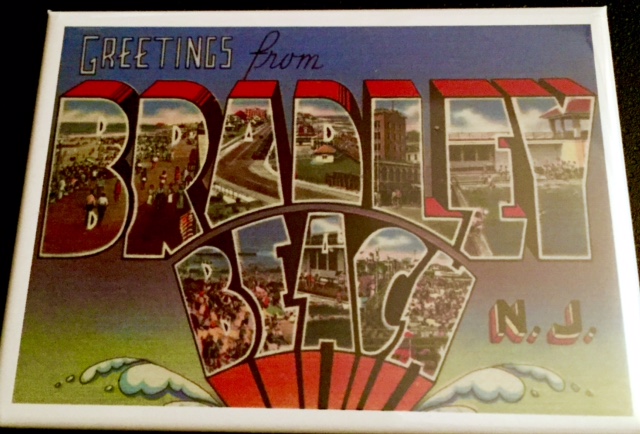 GREETINGS from
BRADLEY
BEACH
N.J.